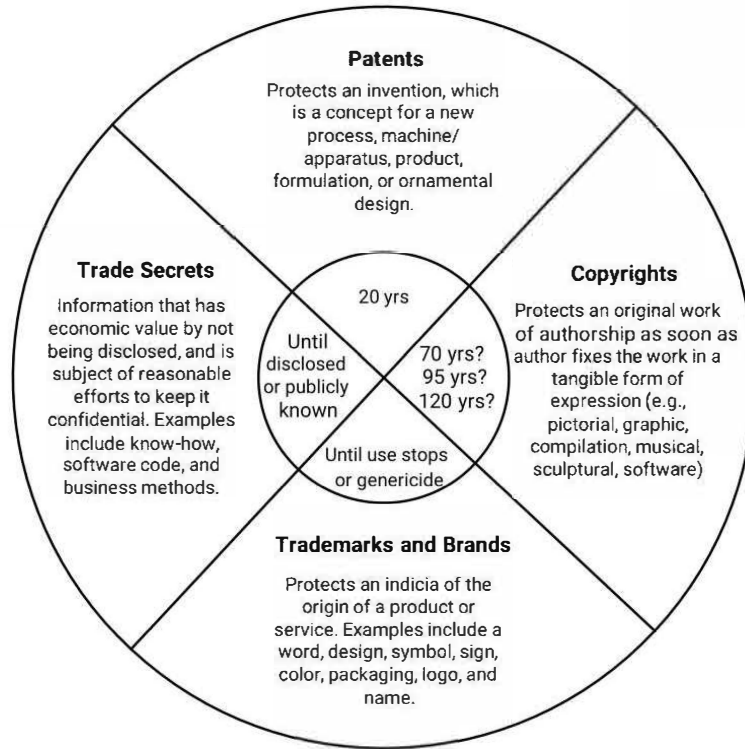 Patents
Protects an invention, which
is a concept for a new
process, machine/
apparatus, product,
formulation, or ornamental
design.
20 yrs
Trade Secrets
Information that has
economic value by not
being disclosed, and is
subject of reasonable
efforts to keep it
confidential. Examples
include know-how,
software code, and
business methods.
Until
disclosed
or publicly
known
70 yrs?
95 yrs?
120 yrs?
Copyrights
Protects an original work
of authorship as soon as
author fixes the work in a
tangible form of
expression (e.g.,
pictorial, graphic,
compilation, musical,
sculptural, software)
Until use stops
or genericide
Trademarks and Brands
Protects an indicia of the
origin of a product or
service. Examples include a
word, design, symbol, sign,
color, packaging, logo, and
name.